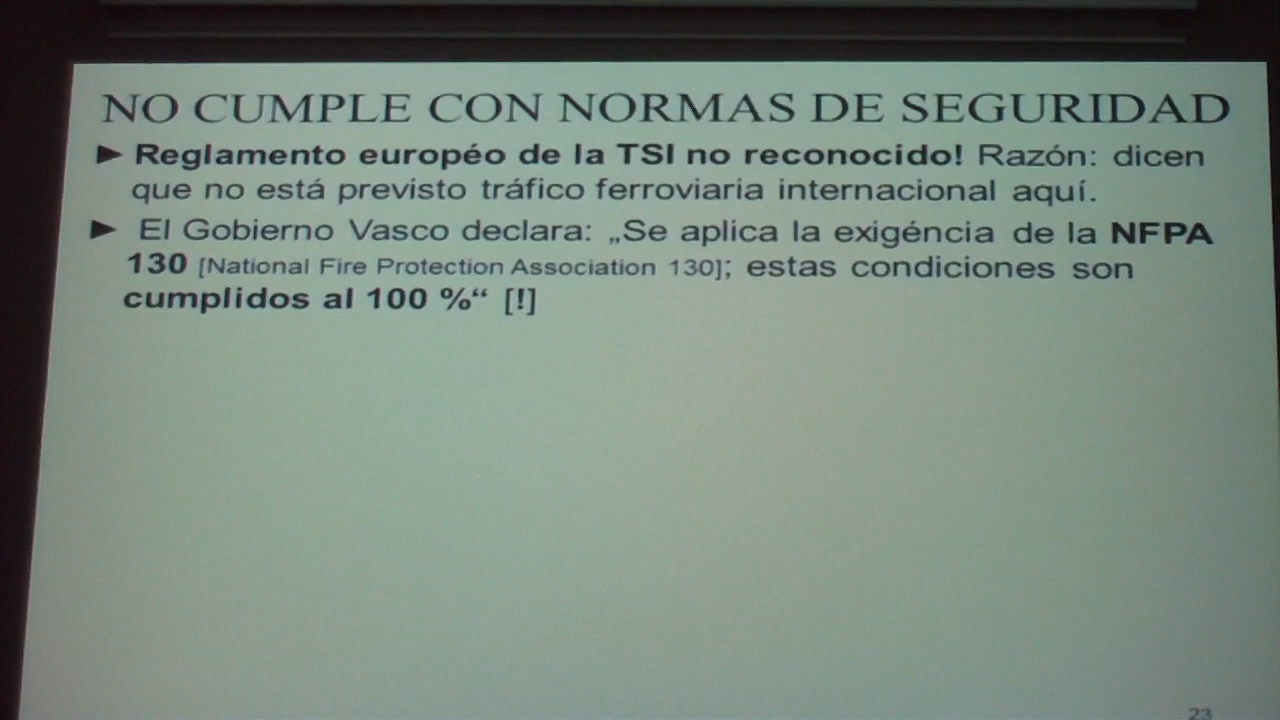 NO CUMPLE CON NORMAS DE SEGURIDAD
► Reglamento européo de la TSI no reconocido! Razón: dicen
que no está previsto tráfico ferroviaria internacional aquí.
► El Gobierno Vasco declara: „Se aplica la exigéncia de la NFPA
130 [National Fire Protection Association 130]; estas condiciones son
cumplidos al 100 %“ [!]
23